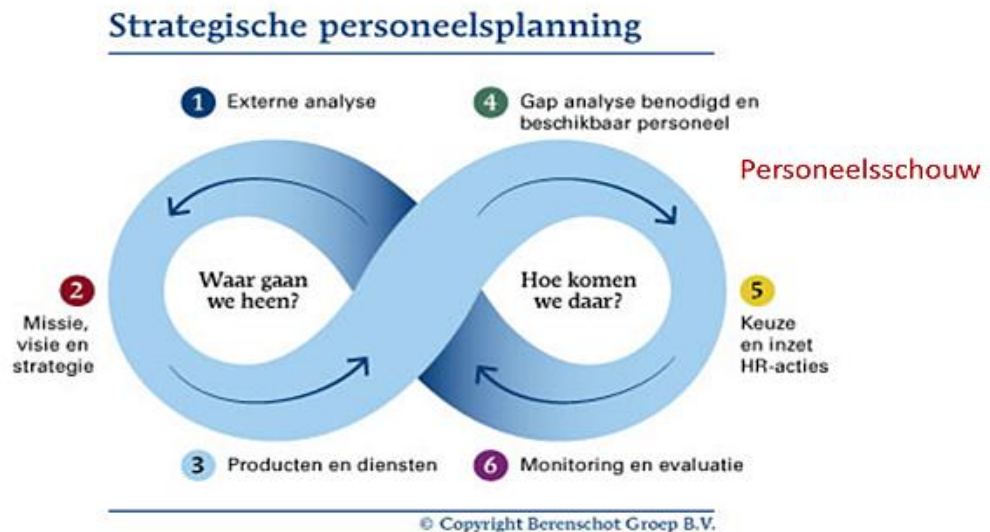 Strategische personeelsplanning
1 Externe analyse
4 Gap analyse benodigd en
beschikbaar personeel
Personeelsschouw
Waar gaan
we heen?
Hoe komen
we daar?
2
Missie,
visie en
strategie
5
Keuze
en inzet
HR-acties
3 Producten en diensten
6 Monitoring en evaluatie
© Copyright Berenschot Groep B.V.